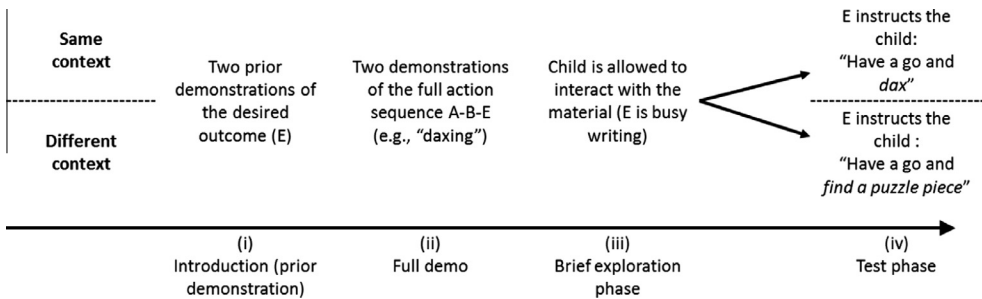 Same
context
Different
context
Two prior
demonstrations of
the desired
outcome (E)
Two demonstrations
of the full action
sequence A-B-E
(e.g., “daxing”)
Child is allowed to
interact with the
material (E is busy
writing)
E instructs the
child:
“Have a go and
dax”
E instructs the
child :
“Have a go and
find a puzzle piece”
(i)
Introduction (prior
demonstration)
(ii)
Full demo
(iii)
Brief exploration
phase
(iv)
Test phase